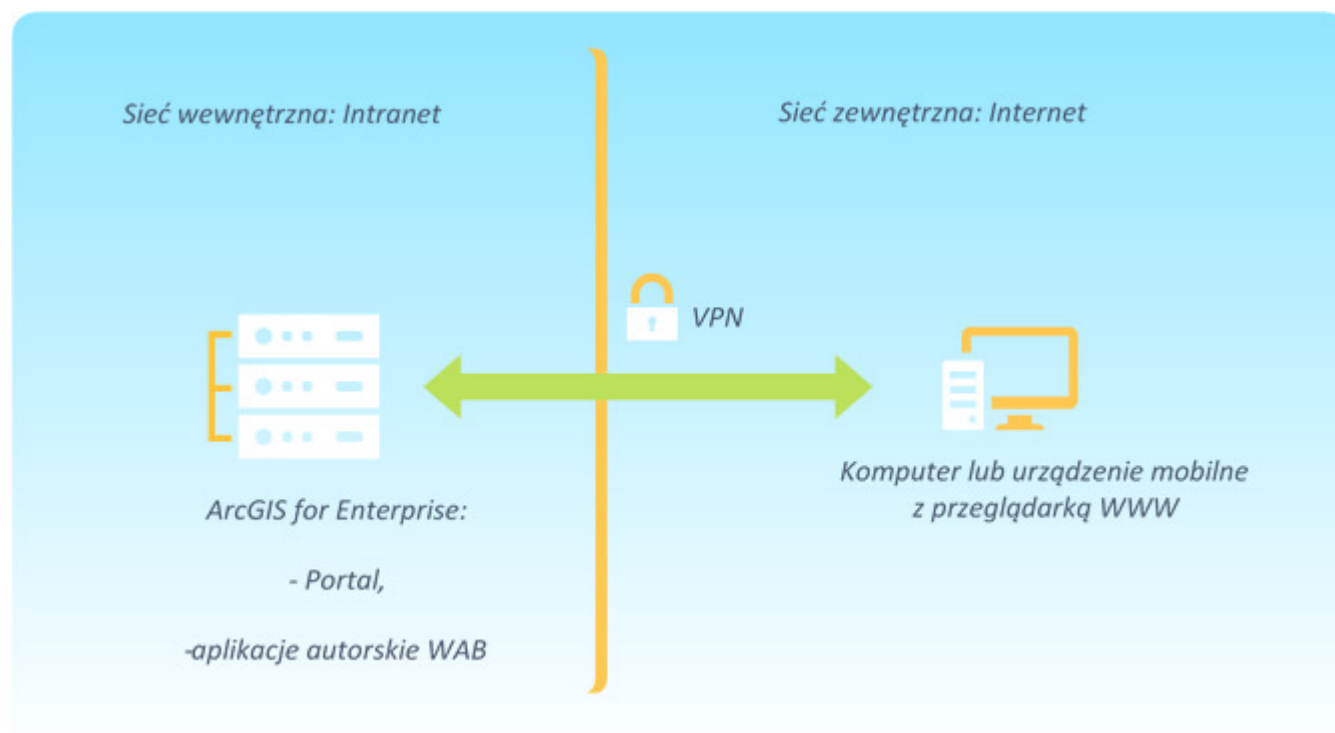 Sieć wewnętrzna: Intranet
Sieć zewnętrzna: Internet
VPN
ArcGIS for Enterprise:
- Portal,
-aplikacje autorskie WAB
Komputer lub urządzenie mobilne
z przeglądarką WWW